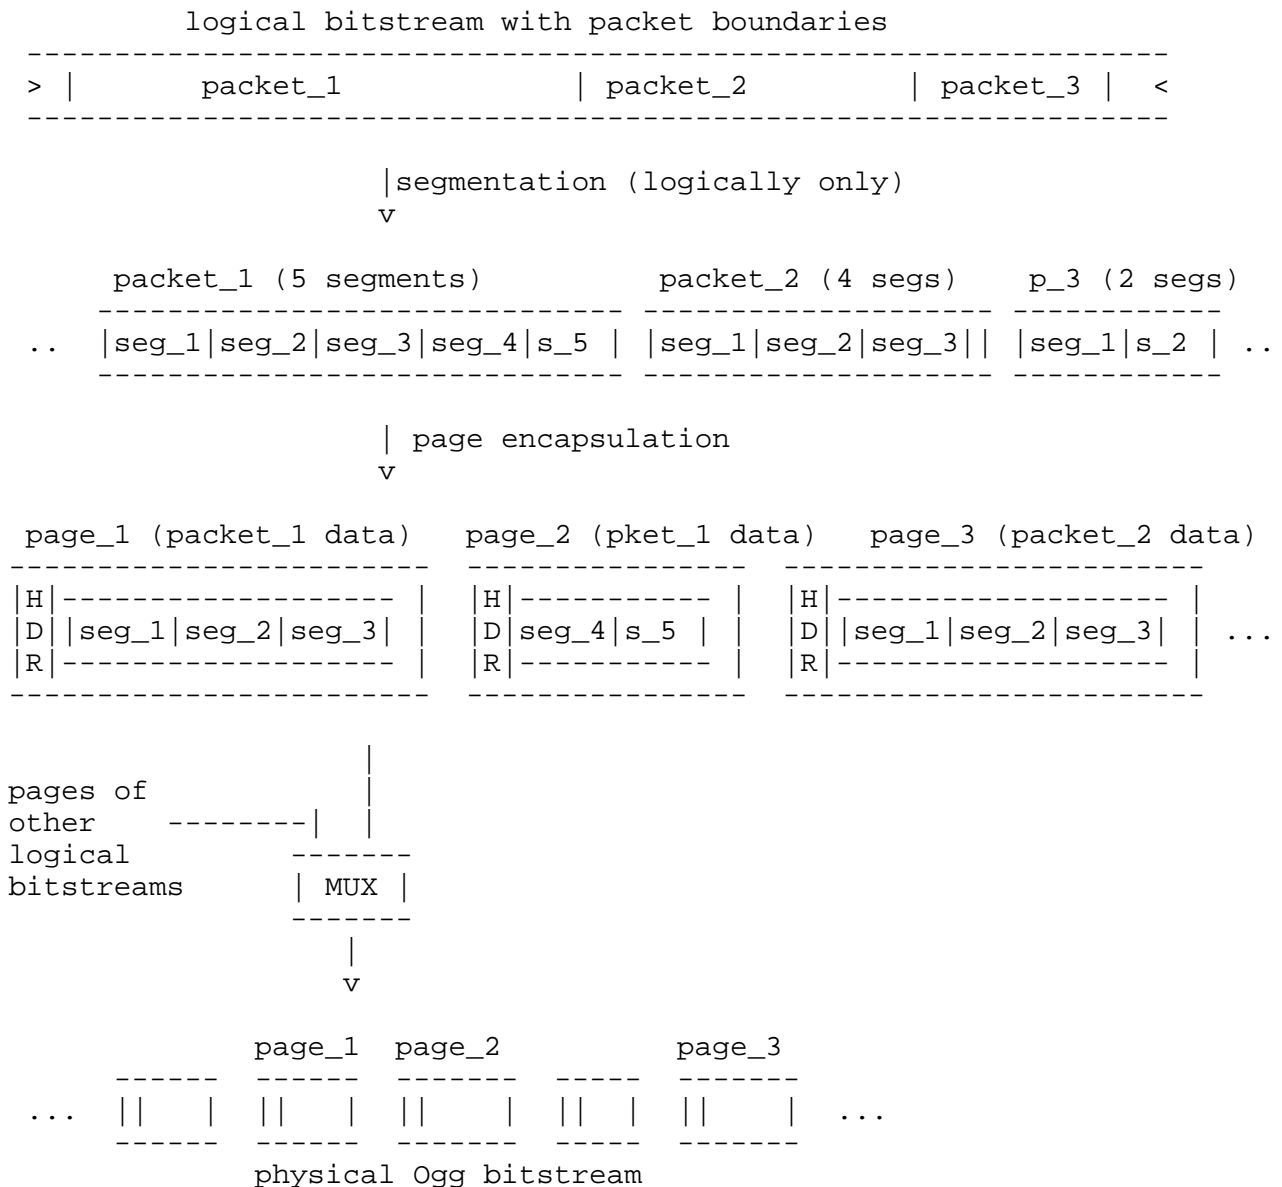 logical bitstream with packet boundaries
-----------------------------------------------------------------
> |       packet_1             | packet_2         | packet_3 |  <
-----------------------------------------------------------------
|segmentation (logically only)
v
packet_1 (5 segments)          packet_2 (4 segs)    p_3 (2 segs)
------------------------------ -------------------- ------------
..  |seg_1|seg_2|seg_3|seg_4|s_5 | |seg_1|seg_2|seg_3|| |seg_1|s_2 | ..
------------------------------ -------------------- ------------
| page encapsulation
v
page_1 (packet_1 data)   page_2 (pket_1 data)   page_3 (packet_2 data)
------------------------  ----------------  ------------------------
|H|------------------- |  |H|----------- |  |H|------------------- |
|D||seg_1|seg_2|seg_3| |  |D|seg_4|s_5 | |  |D||seg_1|seg_2|seg_3| | ...
|R|------------------- |  |R|----------- |  |R|------------------- |
------------------------  ----------------  ------------------------
|
pages of            |
other    --------|  |
logical         -------
bitstreams      | MUX |
-------
|
v
page_1  page_2          page_3
------  ------  -------  -----  -------
...  ||   |  ||   |  ||    |  ||  |  ||    |  ...
------  ------  -------  -----  -------
physical Ogg bitstream